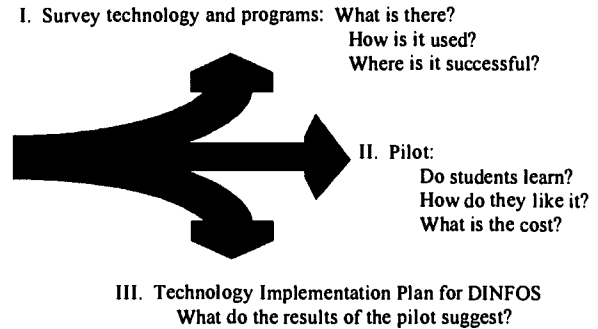 I. Survey technology and programs: What is there?
How is it used?
Where is it successful?
II. Pilot:
Do students learn?
How do they like it?
What is the cost?
III. Technology Implementation Plan for DINFOS
What do the results of the pilot suggest?